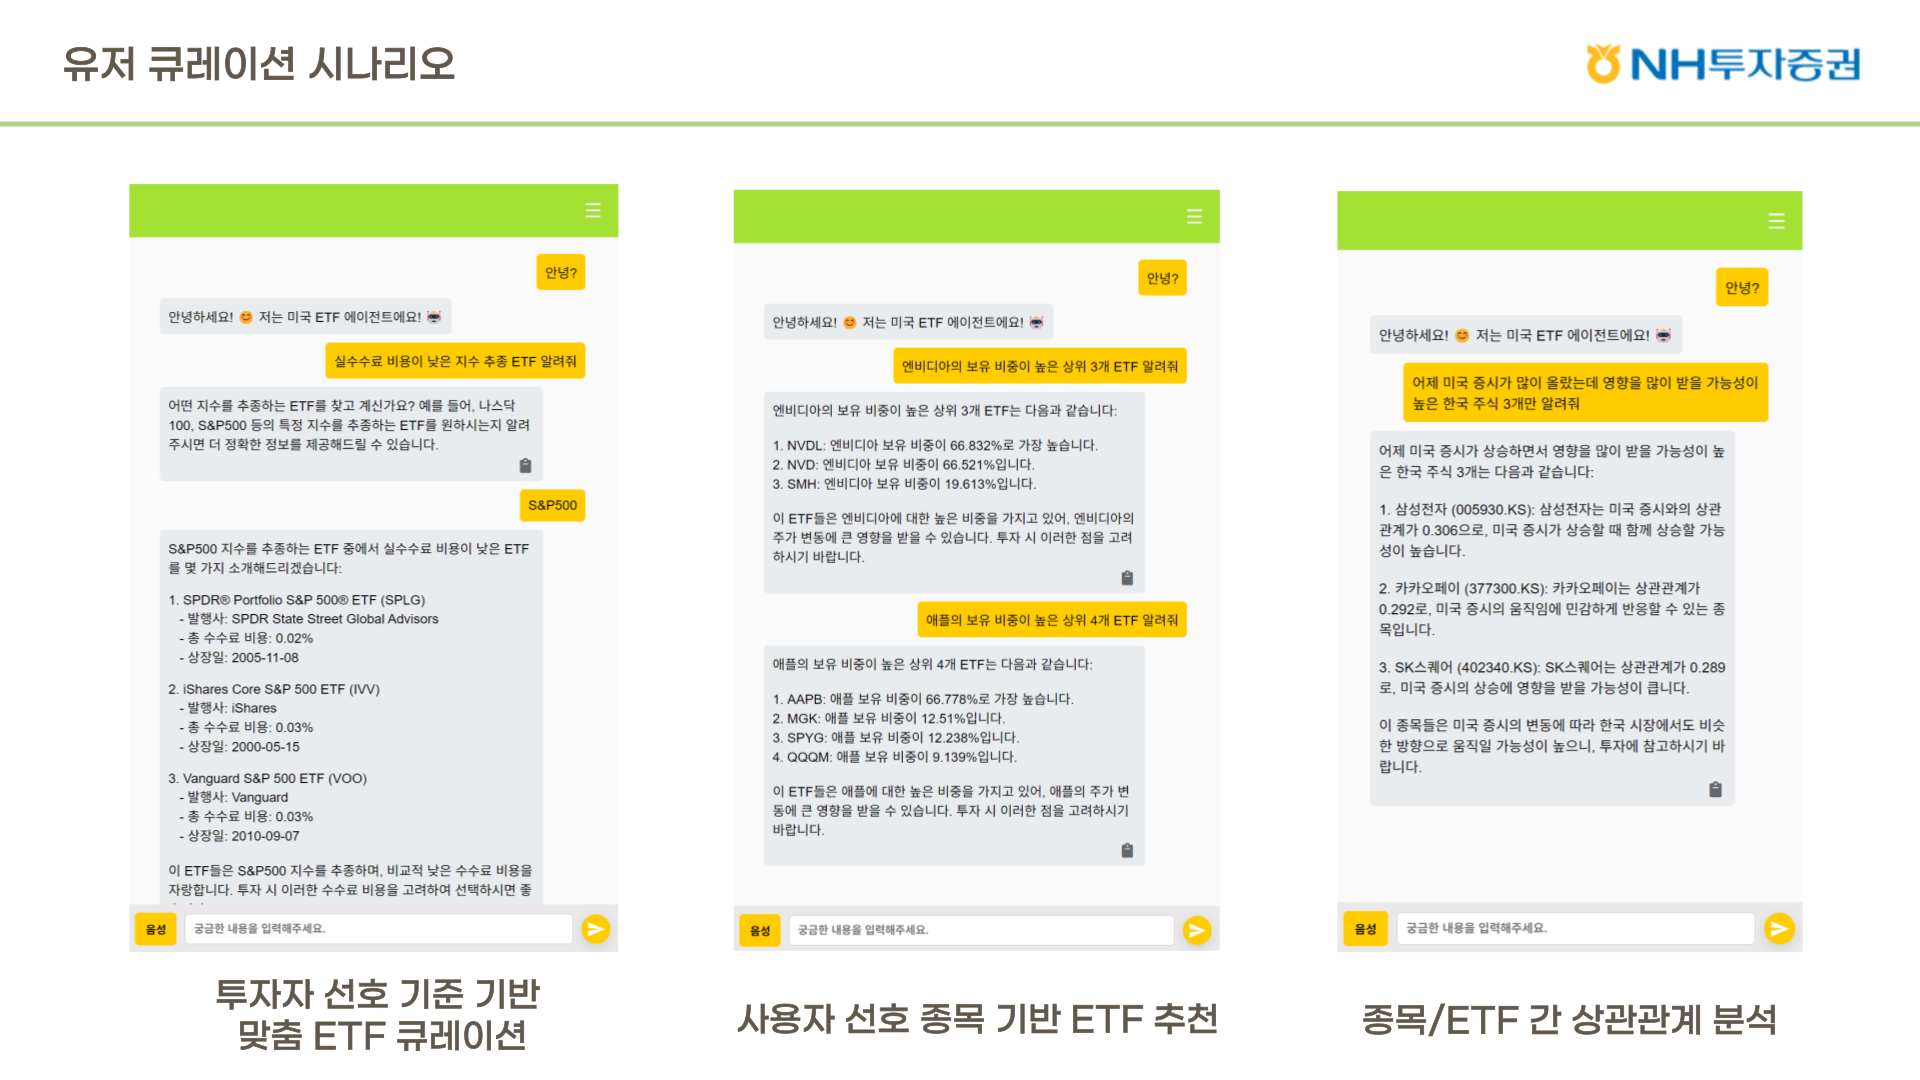 유저 큐레이션 시나리오
NH투자증권
안녕?
안녕하세요! 😊 저는 미국 ETF 에이전트에요! 🤖
실수수료 비용이 낮은 지수 추종 ETF 알려줘
어떤 지수를 추종하는 ETF를 찾고 계신가요? 예를 들어, 나스닥
100, S&P500 등의 특정 지수를 추종하는 ETF를 원하시는지 알려
주시면 더 정확한 정보를 제공해드릴 수 있습니다.
S&P500
S&P500 지수를 추종하는 ETF 중에서 실수수료 비용이 낮은 ETF
를 몇 가지 소개해드리겠습니다:
1. SPDR® Portfolio S&P 500® ETF (SPLG)
- 발행사: SPDR State Street Global Advisors
- 총 수수료 비용: 0.02%
- 상장일: 2005-11-08
2. iShares Core S&P 500 ETF (IVV)
- 발행사: iShares
- 총 수수료 비용: 0.03%
- 상장일: 2000-05-15
3. Vanguard S&P 500 ETF (VOO)
- 발행사: Vanguard
- 총 수수료 비용: 0.03%
- 상장일: 2010-09-07
이 ETF들은 S&P500 지수를 추종하며, 비교적 낮은 수수료 비용을
자랑합니다. 투자 시 이러한 수수료 비용을 고려하여 선택하시면 좋
음성
궁금한 내용을 입력해주세요.
투자자 선호 기준 기반
맞춤 ETF 큐레이션
안녕?
안녕하세요! 😊 저는 미국 ETF 에이전트에요! 🤖
엔비디아의 보유 비중이 높은 상위 3개 ETF 알려줘
엔비디아의 보유 비중이 높은 상위 3개 ETF는 다음과 같습니다:
1. NVDL: 엔비디아 보유 비중이 66.832%로 가장 높습니다.
2. NVD: 엔비디아 보유 비중이 66.521%입니다.
3. SMH: 엔비디아 보유 비중이 19.613%입니다.
이 ETF들은 엔비디아에 대한 높은 비중을 가지고 있어, 엔비디아의
주가 변동에 큰 영향을 받을 수 있습니다. 투자 시 이러한 점을 고려
하시기 바랍니다.
애플의 보유 비중이 높은 상위 4개 ETF 알려줘
애플의 보유 비중이 높은 상위 4개 ETF는 다음과 같습니다:
1. AAPB: 애플 보유 비중이 66.778%로 가장 높습니다.
2. MGK: 애플 보유 비중이 12.51%입니다.
3. SPYG: 애플 보유 비중이 12.238%입니다.
4. QQQM: 애플 보유 비중이 9.139%입니다.
이 ETF들은 애플에 대한 높은 비중을 가지고 있어, 애플의 주가 변
동에 큰 영향을 받을 수 있습니다. 투자 시 이러한 점을 고려하시기
바랍니다.
음성
궁금한 내용을 입력해주세요.
사용자 선호 종목 기반 ETF 추천
안녕?
안녕하세요! 😊 저는 미국 ETF 에이전트에요! 🤖
어제 미국 증시가 많이 올랐는데 영향을 많이 받을 가능성이
높은 한국 주식 3개만 알려줘
어제 미국 증시가 상승하면서 영향을 많이 받을 가능성이 높
은 한국 주식 3개는 다음과 같습니다:
1. 삼성전자 (005930.KS): 삼성전자는 미국 증시와의 상관
관계가 0.306으로, 미국 증시가 상승할 때 함께 상승할 가능
성이 높습니다.
2. 카카오페이 (377300.KS): 카카오페이는 상관관계가
0.292로, 미국 증시의 움직임에 민감하게 반응할 수 있는 종
목입니다.
3. SK스퀘어 (402340.KS): SK스퀘어는 상관관계가 0.289
로, 미국 증시의 상승에 영향을 받을 가능성이 큽니다.
이 종목들은 미국 증시의 변동에 따라 한국 시장에서도 비슷
한 방향으로 움직일 가능성이 높으니, 투자에 참고하시기 바
랍니다.
음성
궁금한 내용을 입력해주세요.
종목/ETF 간 상관관계 분석